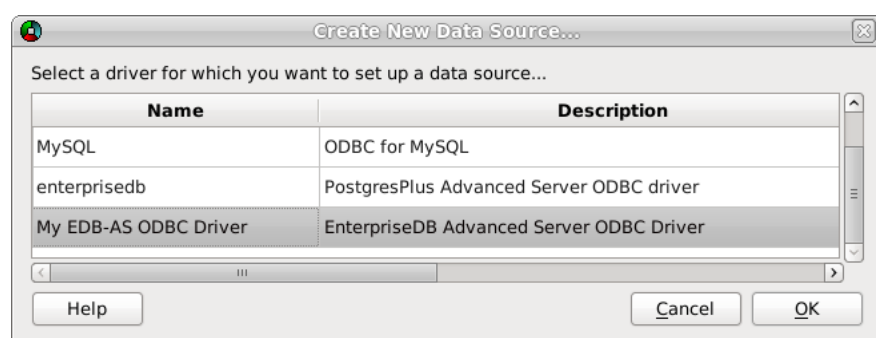 Create New Data Source...
Select a driver for which you want to set up a data source...
Name Description
MySQL ODBC for MySQL
enterprisedb PostgresPlus Advanced Server ODBC driver
My EDB-AS ODBC Driver EnterpriseDB Advanced Server ODBC Driver
Help Cancel OK